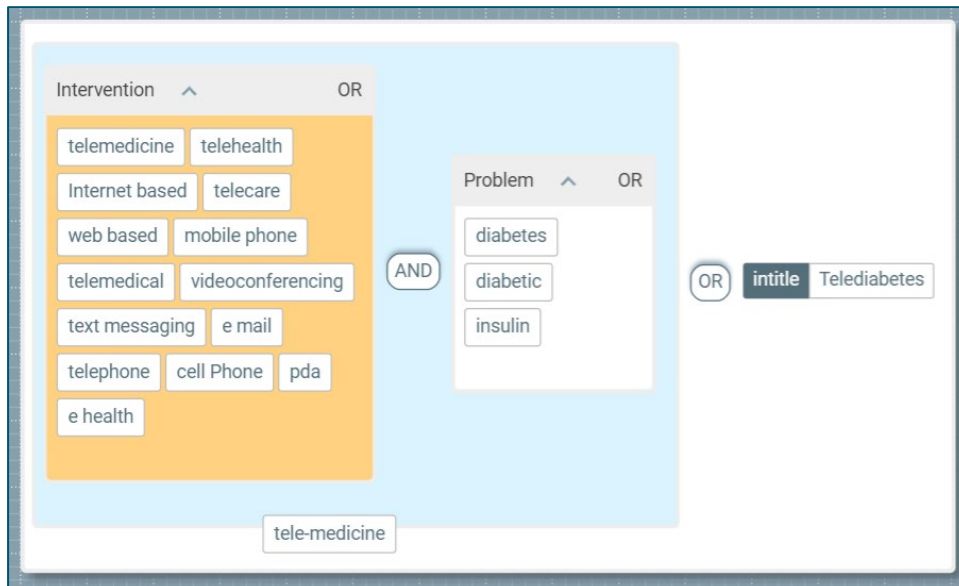 Intervention OR
telemedicine telehealth
Internet based telecare
web based mobile phone
telemedical videoconferencing
text messaging e mail
telephone cell Phone pda
e health
AND
Problem OR
diabetes
diabetic
insulin
OR
intitle Telediabetes
tele-medicine